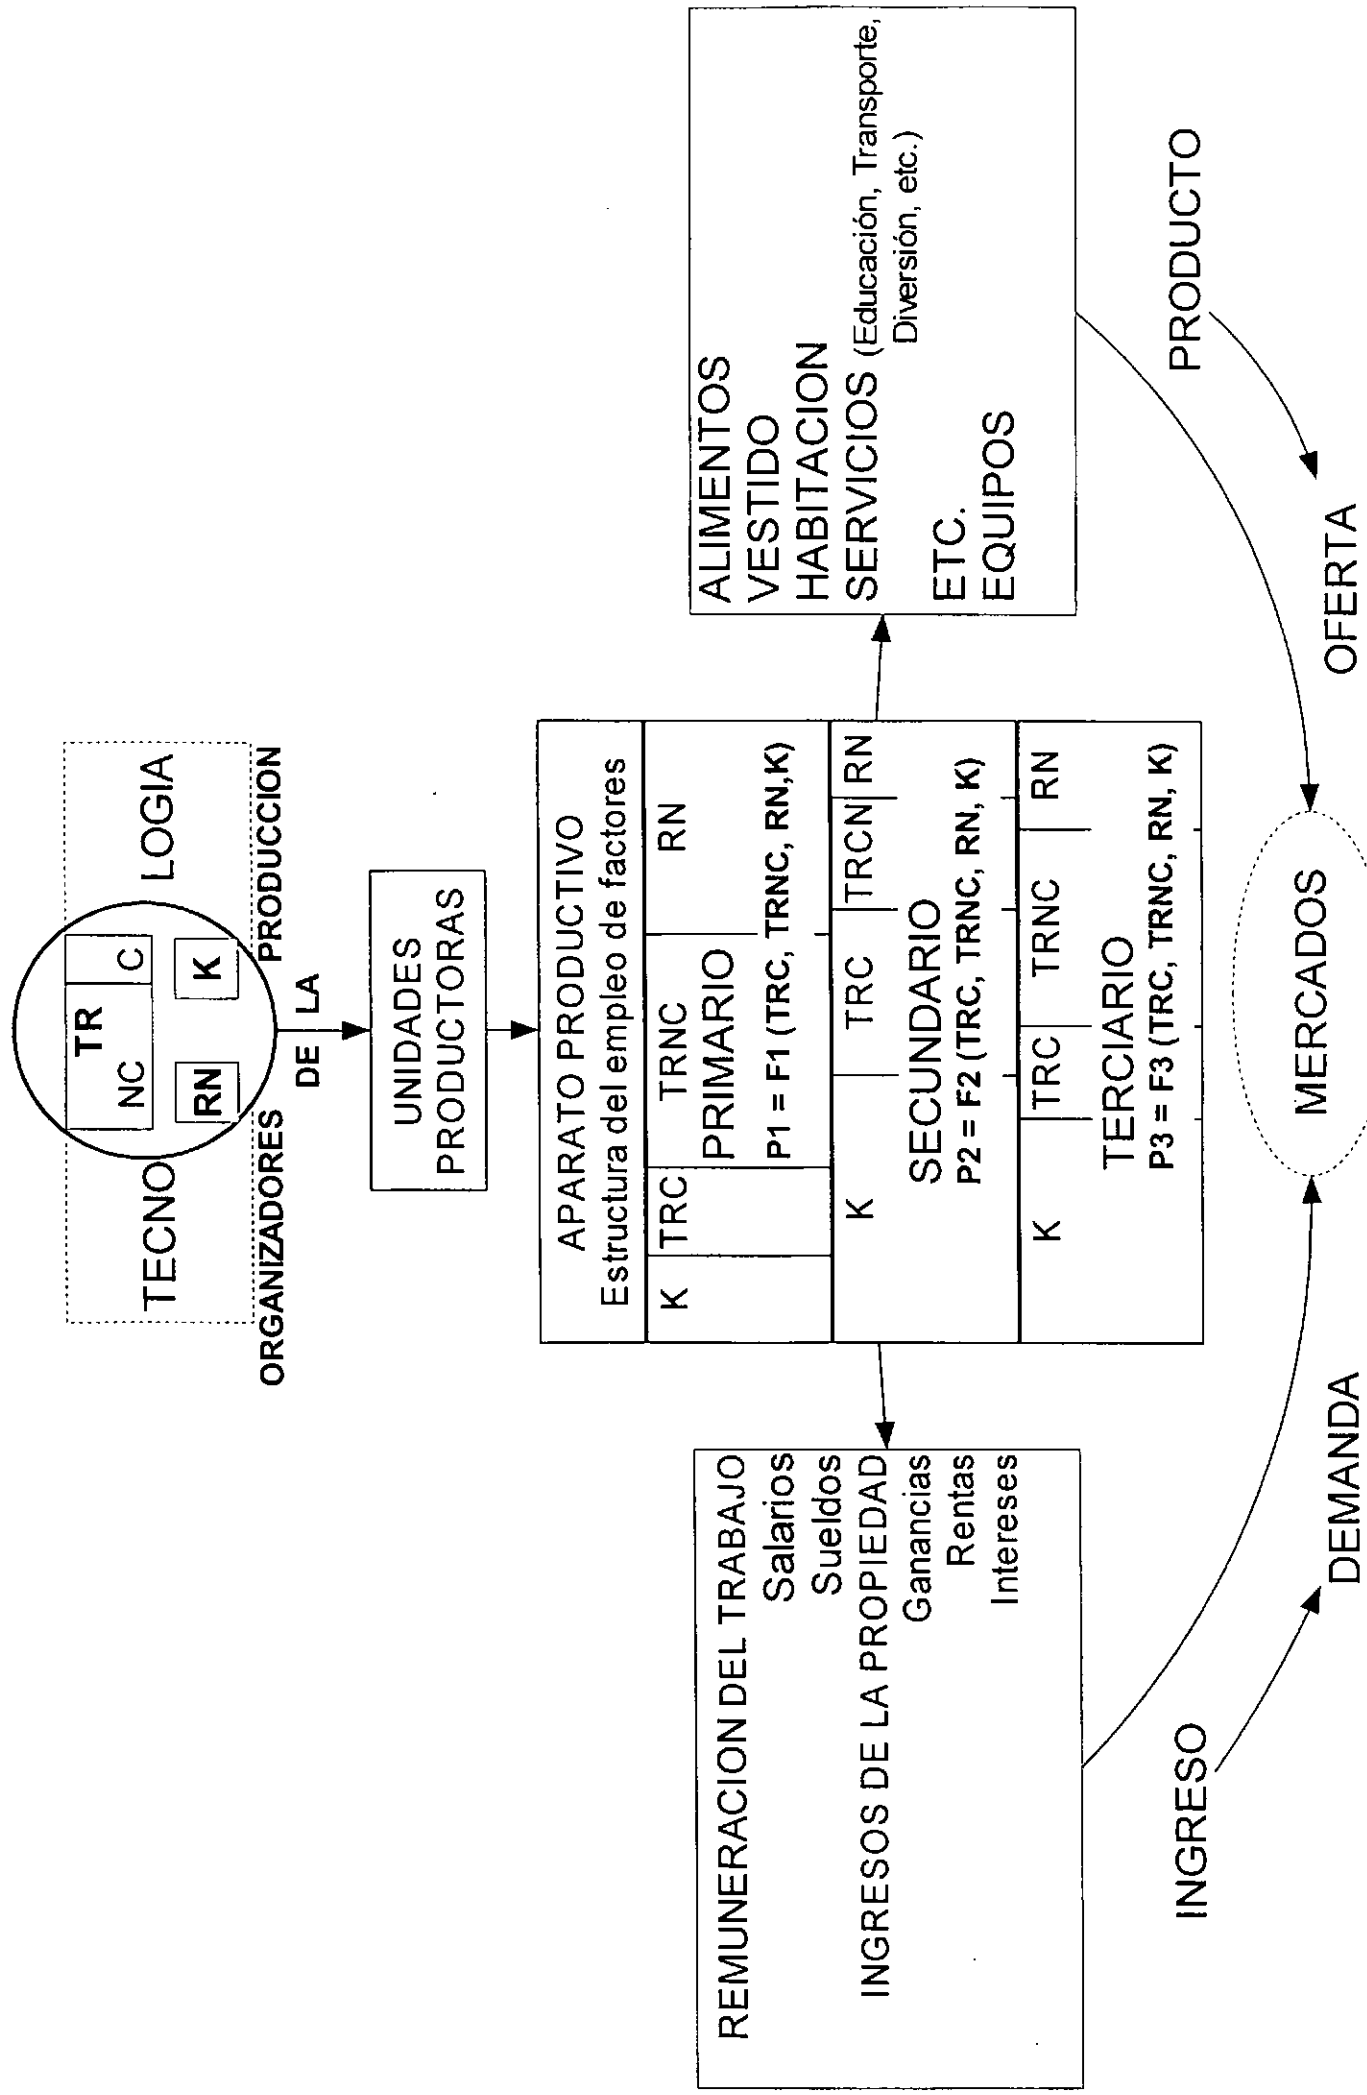 TECNO
LOGIA
TR
NC
C
RN
K
ORGANIZADORES
DE LA
PRODUCCION
UNIDADES
PRODUCTORAS
APARATO PRODUCTIVO
Estructura del empleo de factores
K TRC TRNC RN
PRIMARIO
P1 = F1 (TRC, TRNC, RN,K)
K TRC TRCN RN
SECUNDARIO
P2 = F2 (TRC, TRNC, RN, K)
K TRC TRNC RN
TERCIARIO
P3 = F3 (TRC, TRNC, RN, K)
REMUNERACION DEL TRABAJO
Salarios
Sueldos
INGRESOS DE LA PROPIEDAD
Ganancias
Rentas
Intereses
ALIMENTOS
VESTIDO
HABITACION
SERVICIOS (Educación, Transporte,
Diversión, etc.)
ETC.
EQUIPOS
INGRESO
DEMANDA
MERCADOS
PRODUCTO
OFERTA